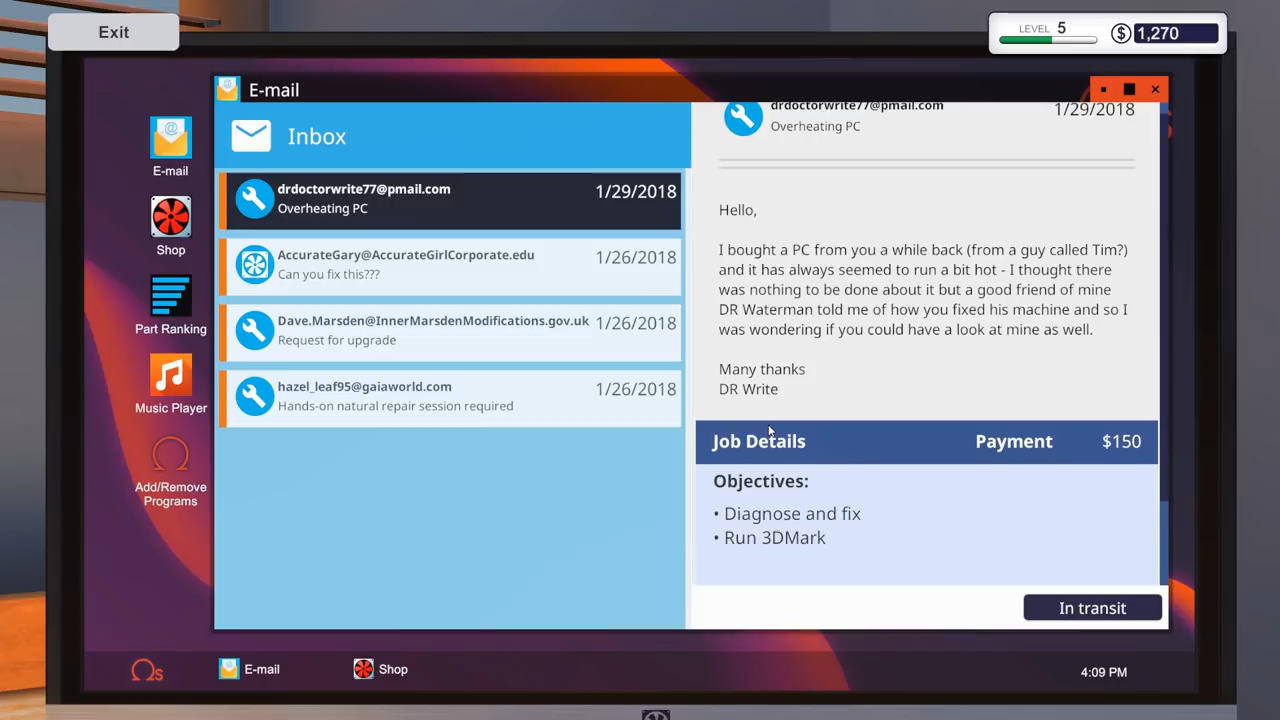 Exit
LEVEL 5
$ 1,270
E-mail
Inbox
drdoctorwrite77@pmail.com 1/29/2018
Overheating PC
AccurateGary@AccurateGirlCorporate.edu 1/26/2018
Can you fix this???
Dave.Marsden@InnerMarsdenModifications.gov.uk 1/26/2018
Request for upgrade
hazel_leaf95@gaiaworld.com 1/26/2018
Hands-on natural repair session required
drdoctorwrite77@pmail.com 1/29/2018
Overheating PC
Hello,
I bought a PC from you a while back (from a guy called Tim?)
and it has always seemed to run a bit hot - I thought there
was nothing to be done about it but a good friend of mine
DR Waterman told me of how you fixed his machine and so I
was wondering if you could have a look at mine as well.
Many thanks
DR Write
Job Details Payment $150
Objectives:
• Diagnose and fix
• Run 3DMark
In transit
E-mail
Shop
Part Ranking
Music Player
Add/Remove
Programs
Ωs
E-mail
Shop
4:09 PM